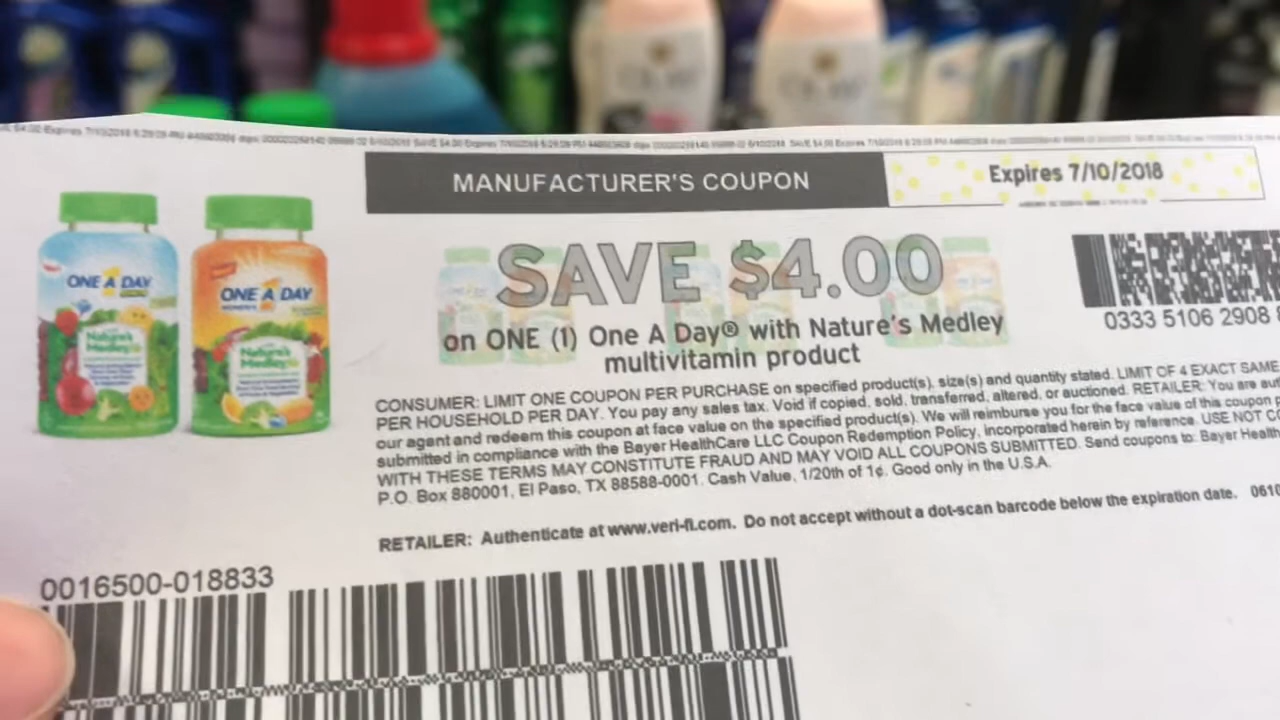 MANUFACTURER'S COUPON
Expires 7/10/2018
SAVE $4.00
on ONE (1) One A Day® with Nature's Medley
multivitamin product
0333 5106 2908 8
ONE A DAY
Nature's
Medley
ONE A DAY
WOMEN'S
Nature's
Medley
CONSUMER: LIMIT ONE COUPON PER PURCHASE on specified product(s), size(s) and quantity stated. LIMIT OF 4 EXACT SAME
PER HOUSEHOLD PER DAY. You pay any sales tax. Void if copied, sold, transferred, altered, or auctioned. RETAILER: You are aut
our agent and redeem this coupon at face value on the specified product(s). We will reimburse you for the face value of this coupon p
submitted in compliance with the Bayer HealthCare LLC Coupon Redemption Policy, incorporated herein by reference. USE NOT C
WITH THESE TERMS MAY CONSTITUTE FRAUD AND MAY VOID ALL COUPONS SUBMITTED. Send coupons to: Bayer Health
P.O. Box 880001, El Paso, TX 88588-0001. Cash Value, 1/20th of 1¢. Good only in the U.S.A.
RETAILER: Authenticate at www.veri-fi.com. Do not accept without a dot-scan barcode below the expiration date. 0610
0016500-018833